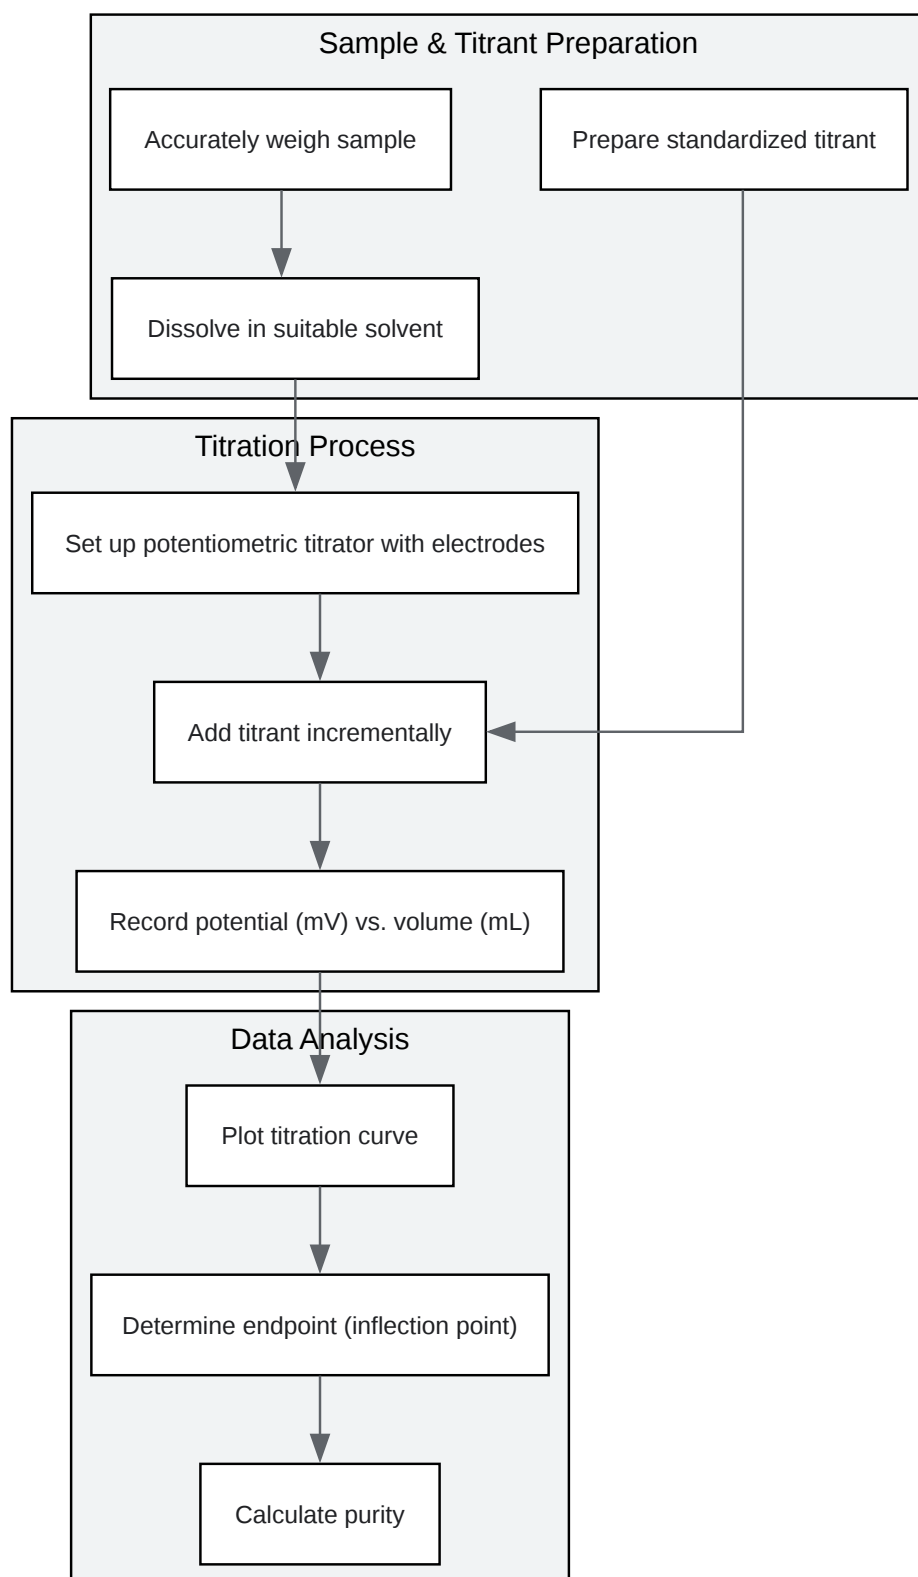 Sample & Titrant Preparation
Accurately weigh sample
Prepare standardized titrant
Dissolve in suitable solvent
Titration Process
Set up potentiometric titrator with electrodes
Add titrant incrementally
Record potential (mV) vs. volume (mL)
Data Analysis
Plot titration curve
Determine endpoint (inflection point)
Calculate purity